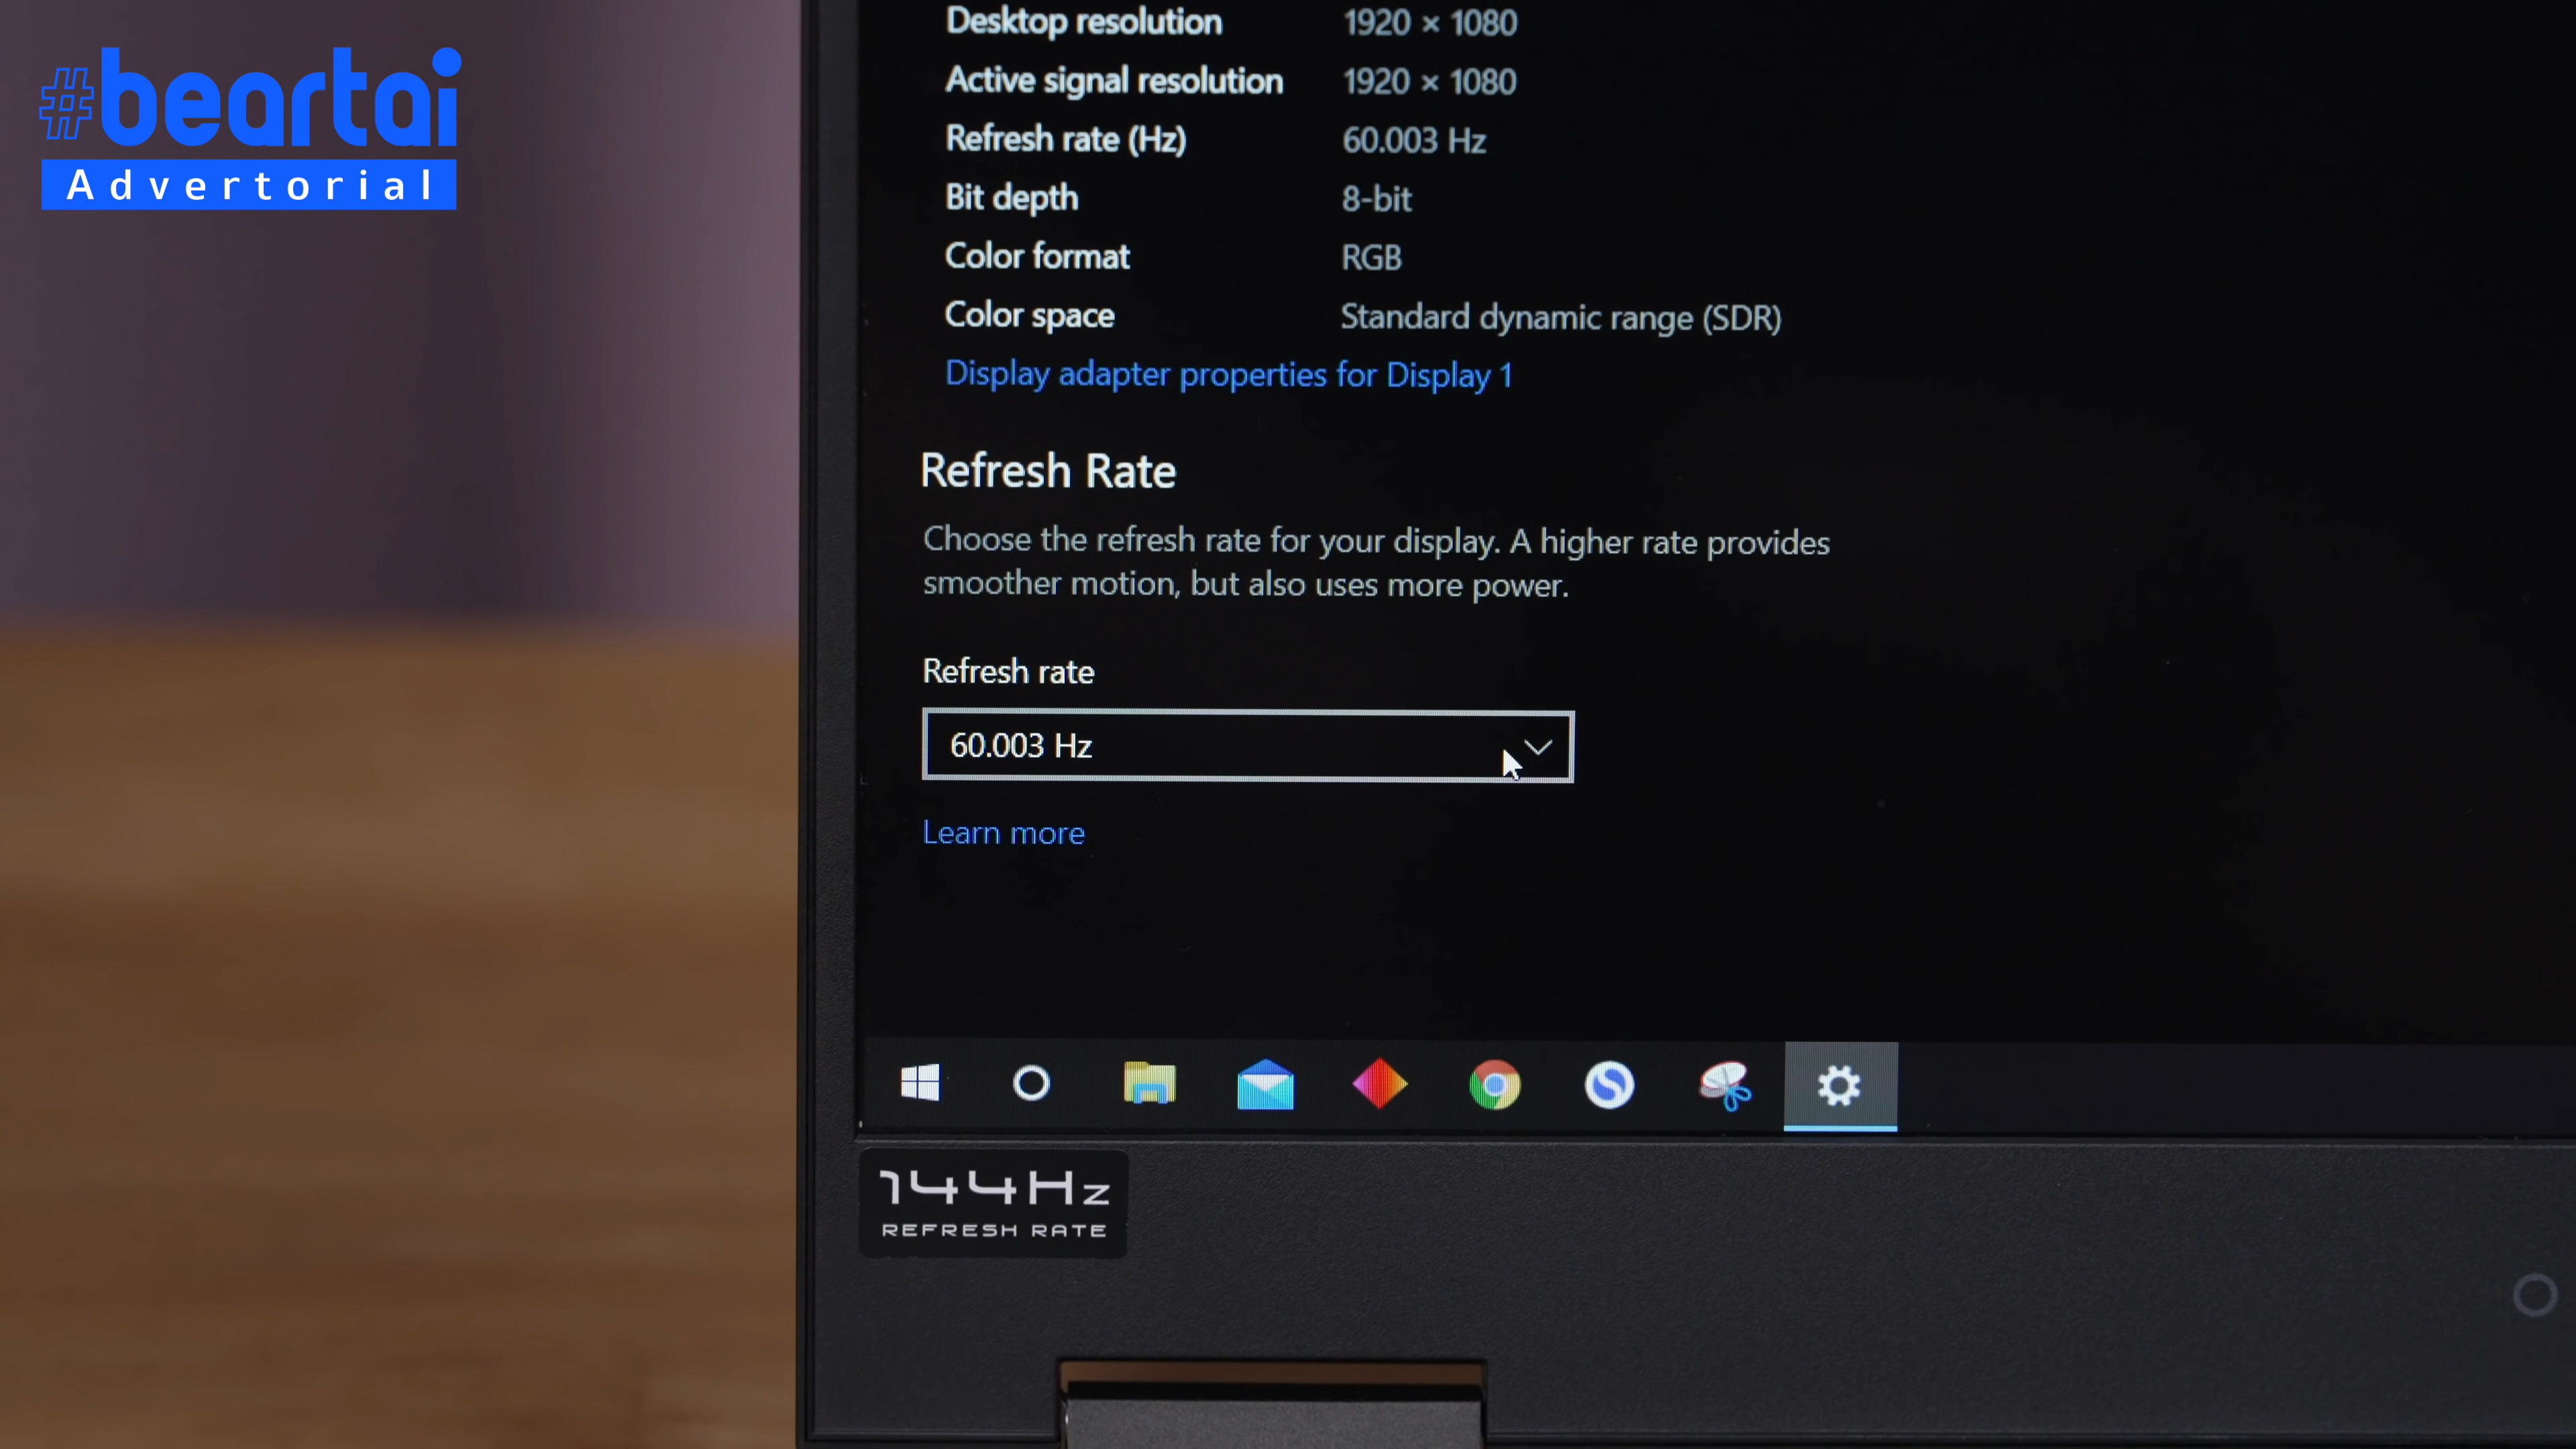 #beartai
Advertorial
Desktop resolution 1920 × 1080
Active signal resolution 1920 × 1080
Refresh rate (Hz) 60.003 Hz
Bit depth 8-bit
Color format RGB
Color space Standard dynamic range (SDR)
Display adapter properties for Display 1
Refresh Rate
Choose the refresh rate for your display. A higher rate provides
smoother motion, but also uses more power.
Refresh rate
60.003 Hz
Learn more
144Hz
REFRESH RATE